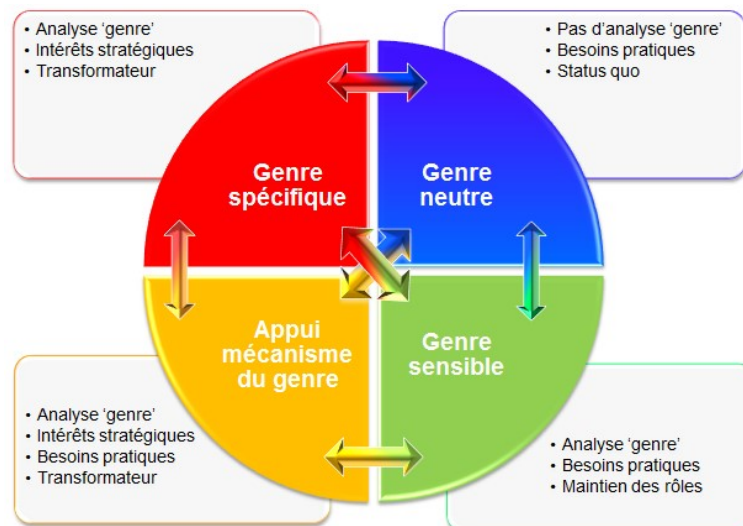 • Analyse ‘genre’
• Intérêts stratégiques
• Transformateur
• Pas d’analyse ‘genre’
• Besoins pratiques
• Status quo
Genre
spécifique
Genre
neutre
Appui
mécanisme
du genre
Genre
sensible
• Analyse ‘genre’
• Intérêts stratégiques
• Besoins pratiques
• Transformateur
• Analyse ‘genre’
• Besoins pratiques
• Maintien des rôles